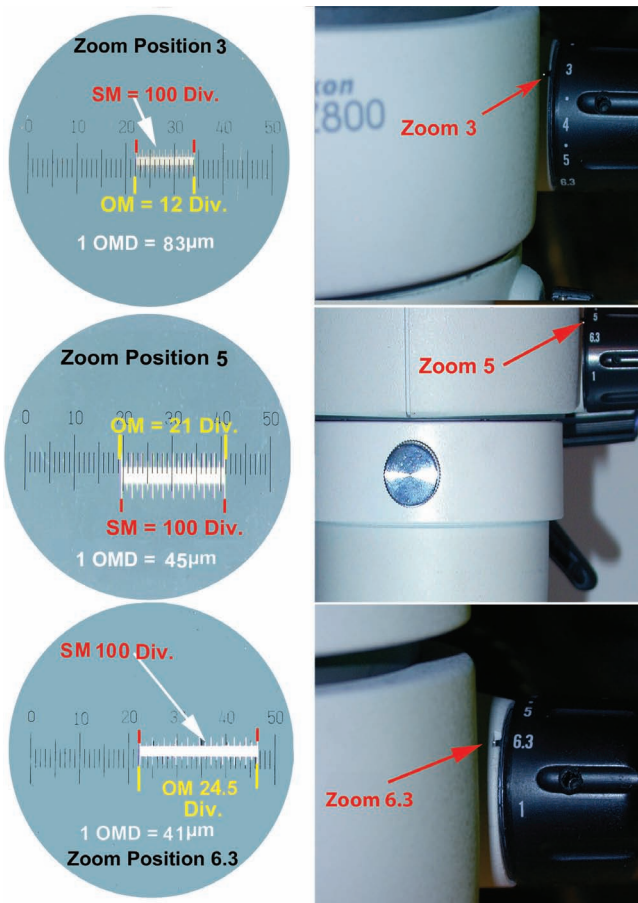 Zoom Position 3
SM = 100 Div.
0 10 20 30 40 50
OM = 12 Div.
1 OMD = 83µm
800
Zoom 3
3
4
5
6.3
Zoom Position 5
0 10 20 30 40 50
OM = 21 Div.
SM = 100 Div.
1 OMD = 45µm
Zoom 5
5
6.3
1
SM 100 Div.
0 10 20 30 40 50
OM 24.5
Div.
1 OMD = 41µm
Zoom Position 6.3
Zoom 6.3
5
6.3
1